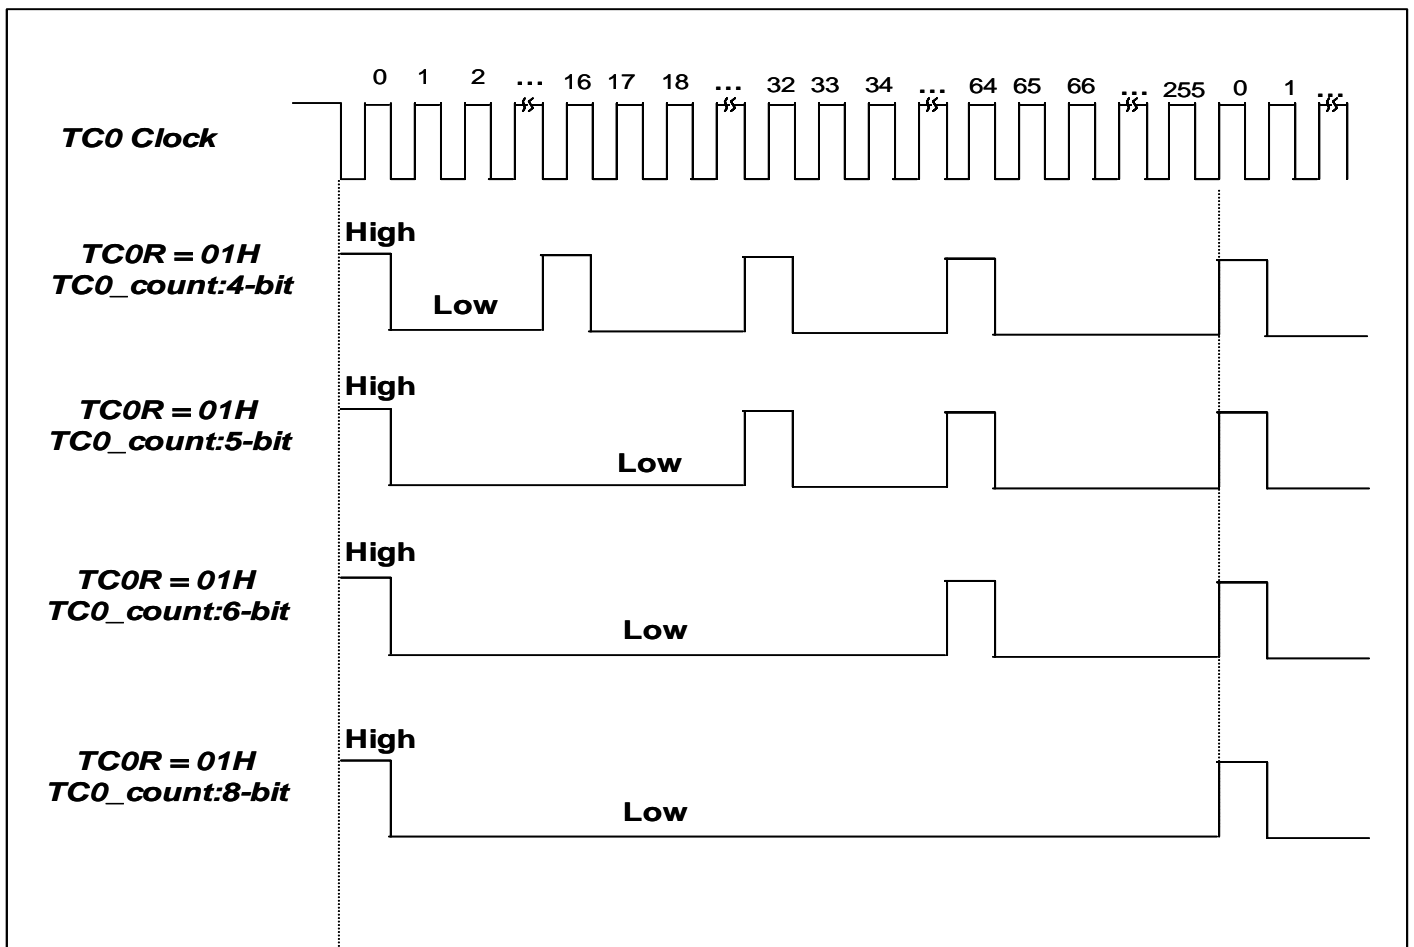 0 1 2 ... 16 17 18 ... 32 33 34 ... 64 65 66 ... 255 0 1 ...
TC0 Clock
High
TC0R = 01H
TC0_count:4-bit
Low
High
TC0R = 01H
TC0_count:5-bit
Low
High
TC0R = 01H
TC0_count:6-bit
Low
High
TC0R = 01H
TC0_count:8-bit
Low